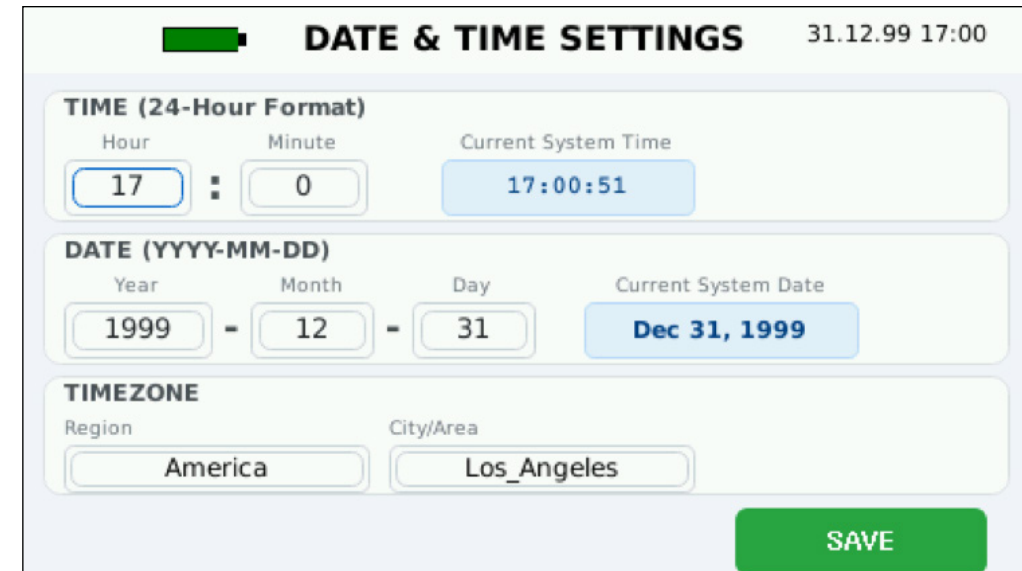 DATE & TIME SETTINGS 31.12.99 17:00
TIME (24-Hour Format)
Hour Minute Current System Time
17 : 0 17:00:51
DATE (YYYY-MM-DD)
Year Month Day Current System Date
1999 - 12 - 31 Dec 31, 1999
TIMEZONE
Region City/Area
America Los_Angeles
SAVE